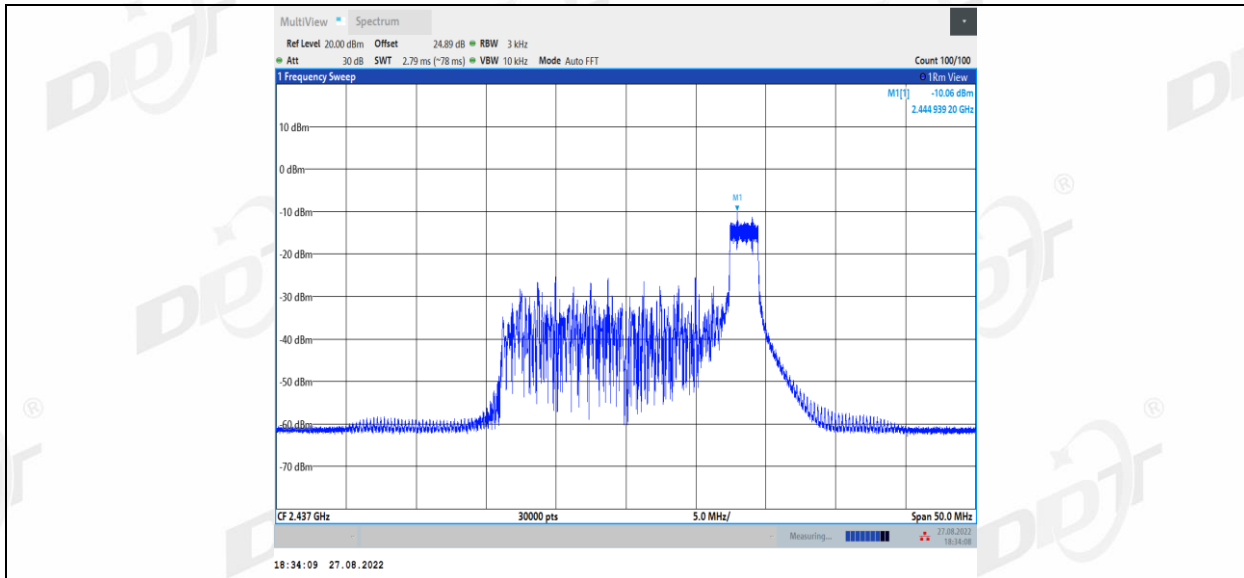 MultiView Spectrum
Ref Level 20.00 dBm Offset 24.89 dB RBW 3 kHz
Att 30 dB SWT 2.79 ms (~78 ms) VBW 10 kHz Mode Auto FFT Count 100/100
1 Frequency Sweep 1Rm View
M1[1] -10.06 dBm
2.444 939 20 GHz
10 dBm
0 dBm
M1
-10 dBm
-20 dBm
-30 dBm
-40 dBm
-50 dBm
-60 dBm
-70 dBm
CF 2.437 GHz 30000 pts 5.0 MHz/ Span 50.0 MHz
Measuring... 27.08.2022
18:34:08
18:34:09 27.08.2022
DDT
®
DDT
®
DDT
®
DDT
®